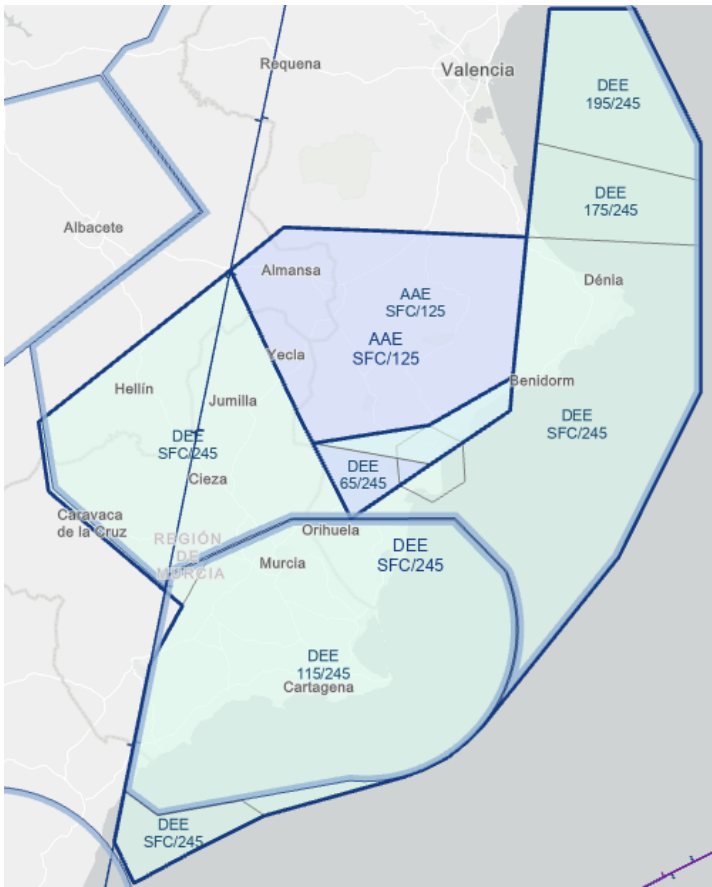 Requena
Valencia
DEE
195/245
DEE
175/245
Albacete
Almansa
Dénia
AAE
SFC/125
AAE
SFC/125
Yecla
Benidorm
Hellín
Jumilla
DEE
SFC/245
DEE
SFC/245
DEE
65/245
Cieza
Caravaca
de la Cruz
Orihuela
REGIÓN
DE
MURCIA
Murcia
DEE
SFC/245
DEE
115/245
Cartagena
DEE
SFC/245